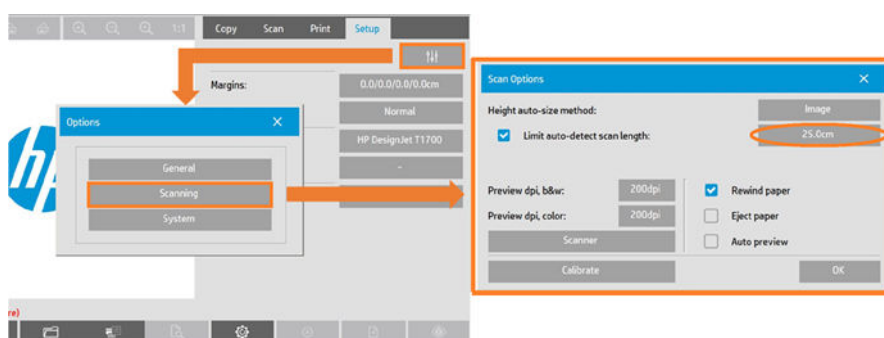 1:1 Copy Scan Print Setup
Margins: 0.0/0.0/0.0/0.0cm
Normal
HP DesignJet T1700
-
Options
General
Scanning
System
hp
re)
Scan Options
Height auto-size method: Image
Limit auto-detect scan length: 25.0cm
Preview dpi, b&w: 200dpi Rewind paper
Preview dpi, color: 200dpi Eject paper
Scanner Auto preview
Calibrate OK